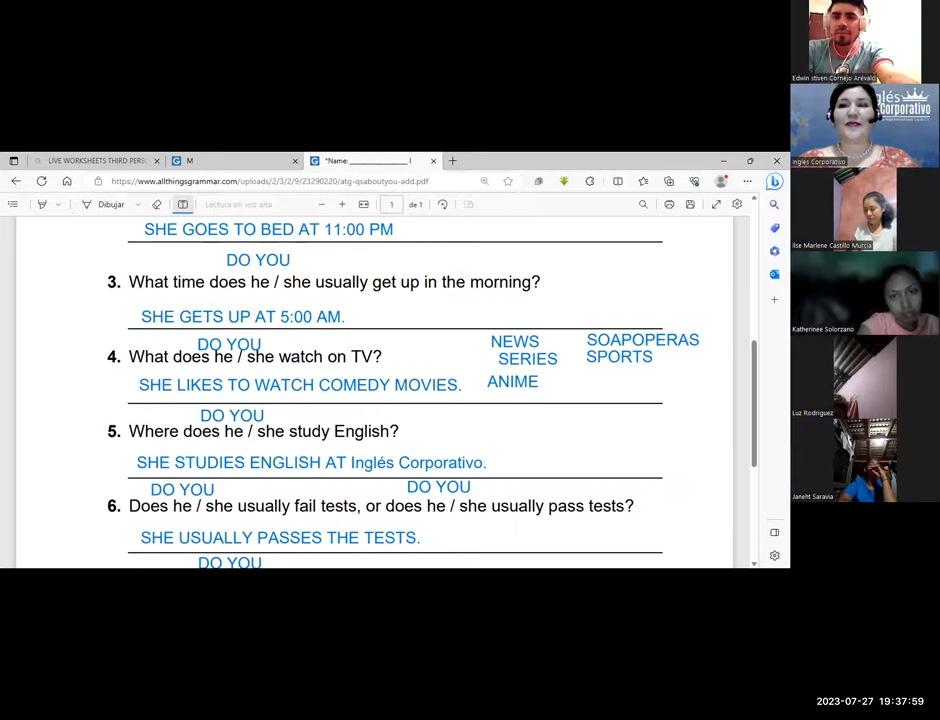 Edwin stiven Cornejo Arévalo
glés
Corporativo
Ingles Corporativo
LIVE WORKSHEETS THIRD PERS
M
*Name: ______________ I
https://www.allthingsgrammar.com/uploads/2/3/2/9/23290220/atg-qsaboutyou-add.pdf
Dibujar
Lectura en voz alta
1
de 1
Ilse Marlene Castillo Murcia
SHE GOES TO BED AT 11:00 PM
DO YOU
3. What time does he / she usually get up in the morning?
SHE GETS UP AT 5:00 AM.
Katherinee Solorzano
DO YOU
NEWS
SOAPOPERAS
4. What does he / she watch on TV?
SERIES
SPORTS
SHE LIKES TO WATCH COMEDY MOVIES.
ANIME
Luz Rodriguez
DO YOU
5. Where does he / she study English?
SHE STUDIES ENGLISH AT Inglés Corporativo.
DO YOU
DO YOU
Janeht Saravia
6. Does he / she usually fail tests, or does he / she usually pass tests?
SHE USUALLY PASSES THE TESTS.
DO YOU
2023-07-27 19:37:59